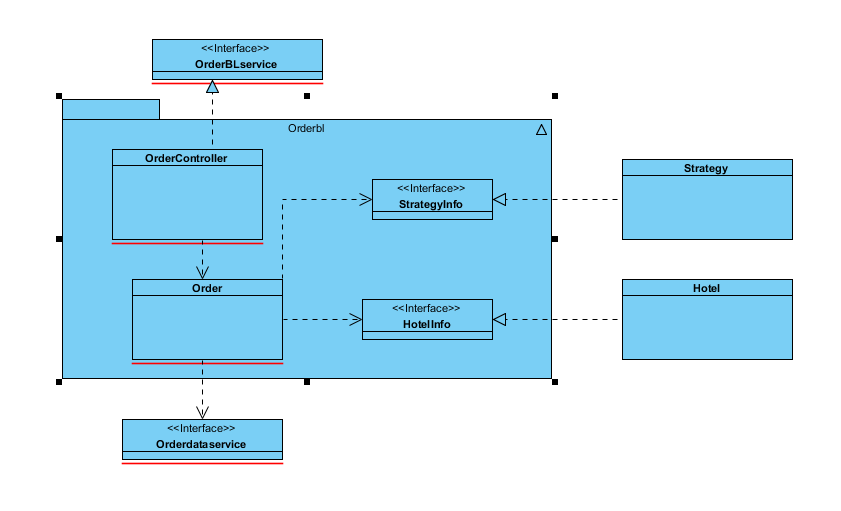 <<Interface>>
OrderBLservice
Orderbl
OrderController
<<Interface>>
StrategyInfo
Strategy
Order
<<Interface>>
HotelInfo
Hotel
<<Interface>>
Orderdataservice